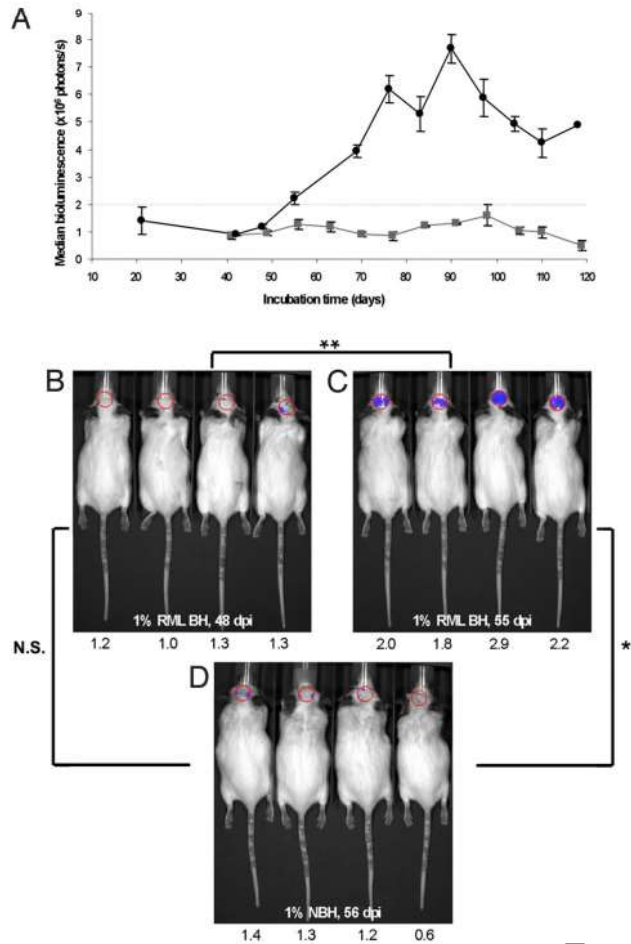 A
Median bioluminescence (x10⁶ photons/s)
9
8
7
6
5
4
3
2
1
0
10 20 30 40 50 60 70 80 90 100 110 120
Incubation time (days)
**
B
C
1% RML BH, 48 dpi
1% RML BH, 55 dpi
1.2 1.0 1.3 1.3
2.0 1.8 2.9 2.2
N.S.
*
D
1% NBH, 56 dpi
1.4 1.3 1.2 0.6